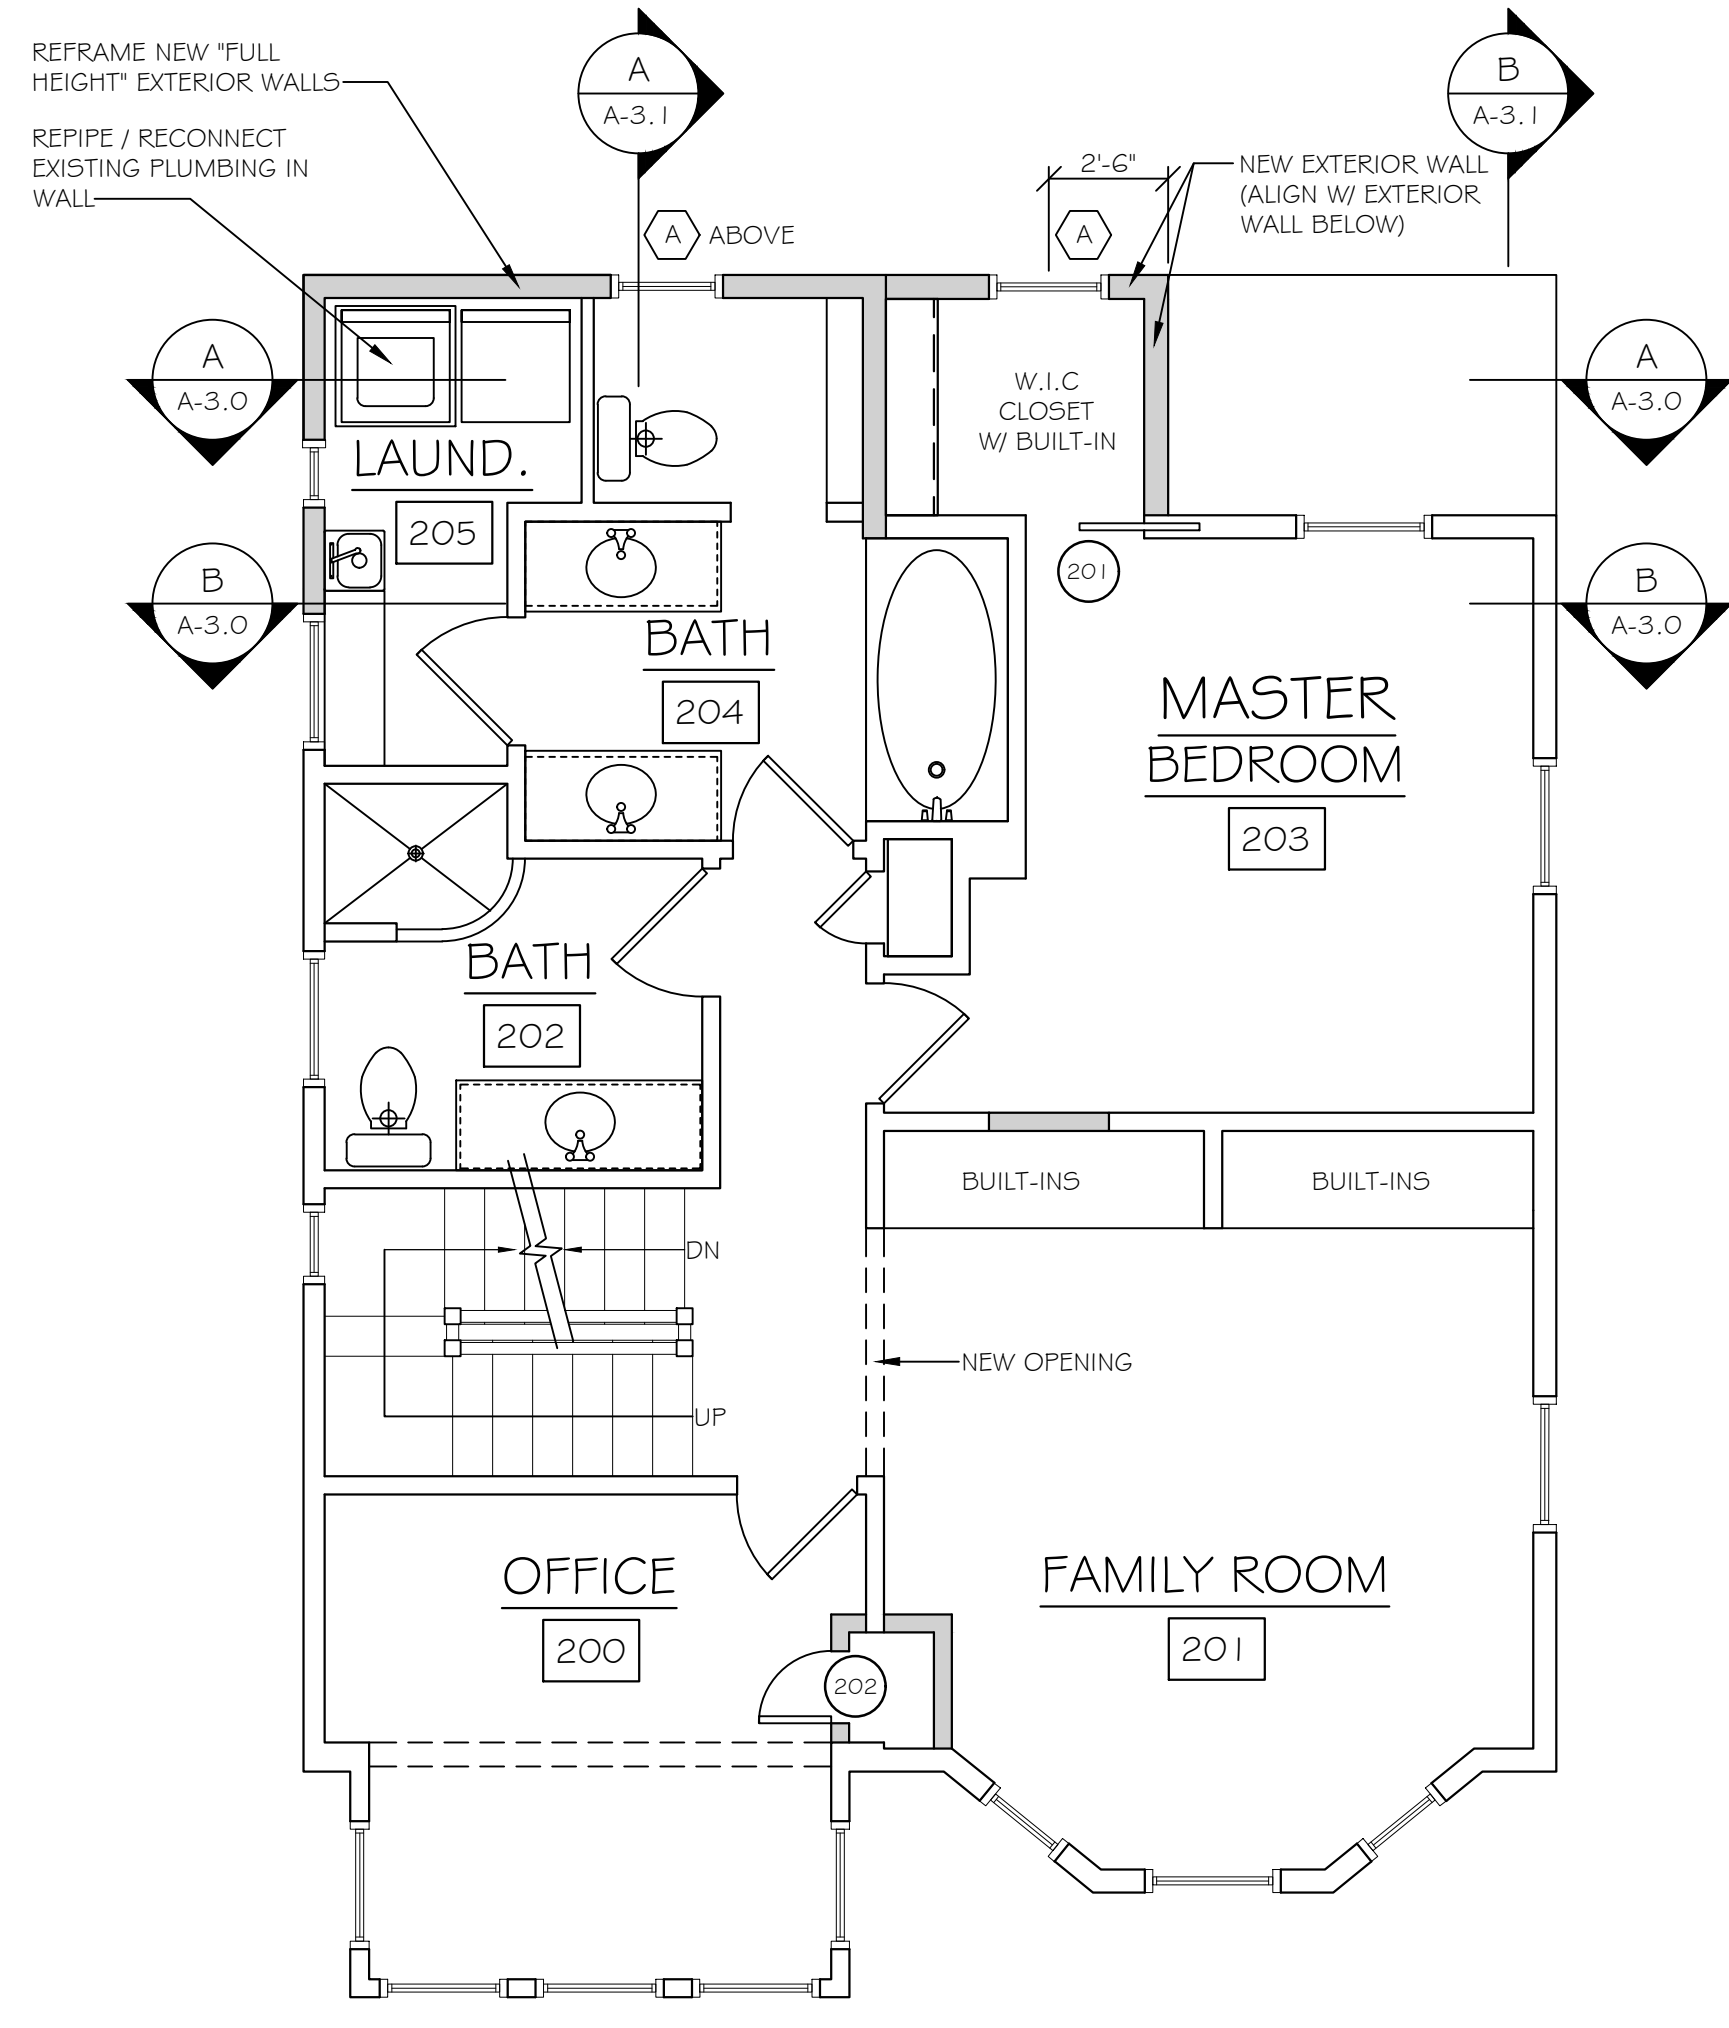 REFRAME NEW "FULL
HEIGHT" EXTERIOR WALLS
REPIPE / RECONNECT
EXISTING PLUMBING IN
WALL
A
A-3.1
B
A-3.1
2'-6"
NEW EXTERIOR WALL
(ALIGN W/ EXTERIOR
WALL BELOW)
A ABOVE
A
A
A-3.0
W.I.C
CLOSET
W/ BUILT-IN
A
A-3.0
LAUND.
205
B
A-3.0
201
B
A-3.0
BATH
204
MASTER
BEDROOM
203
BATH
202
BUILT-INS
BUILT-INS
DN
NEW OPENING
UP
OFFICE
200
FAMILY ROOM
201
202